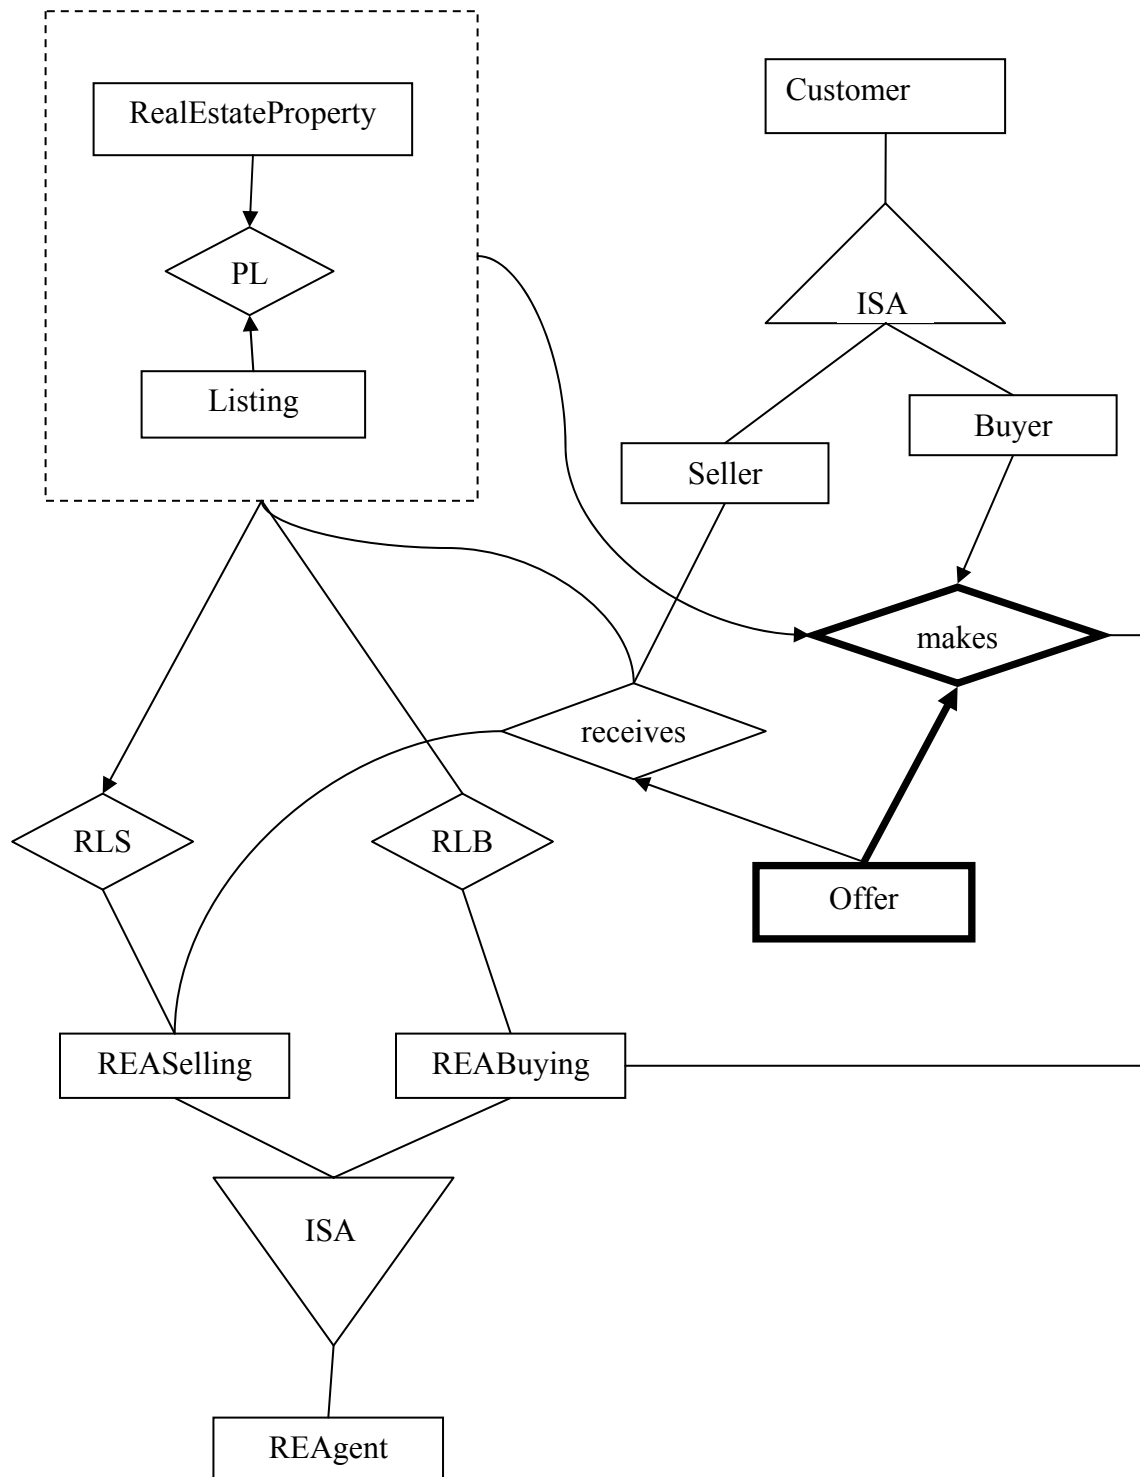 RealEstateProperty
Customer
PL
ISA
Listing
Buyer
Seller
makes
receives
RLS
RLB
Offer
REASelling
REABuying
ISA
REAgent